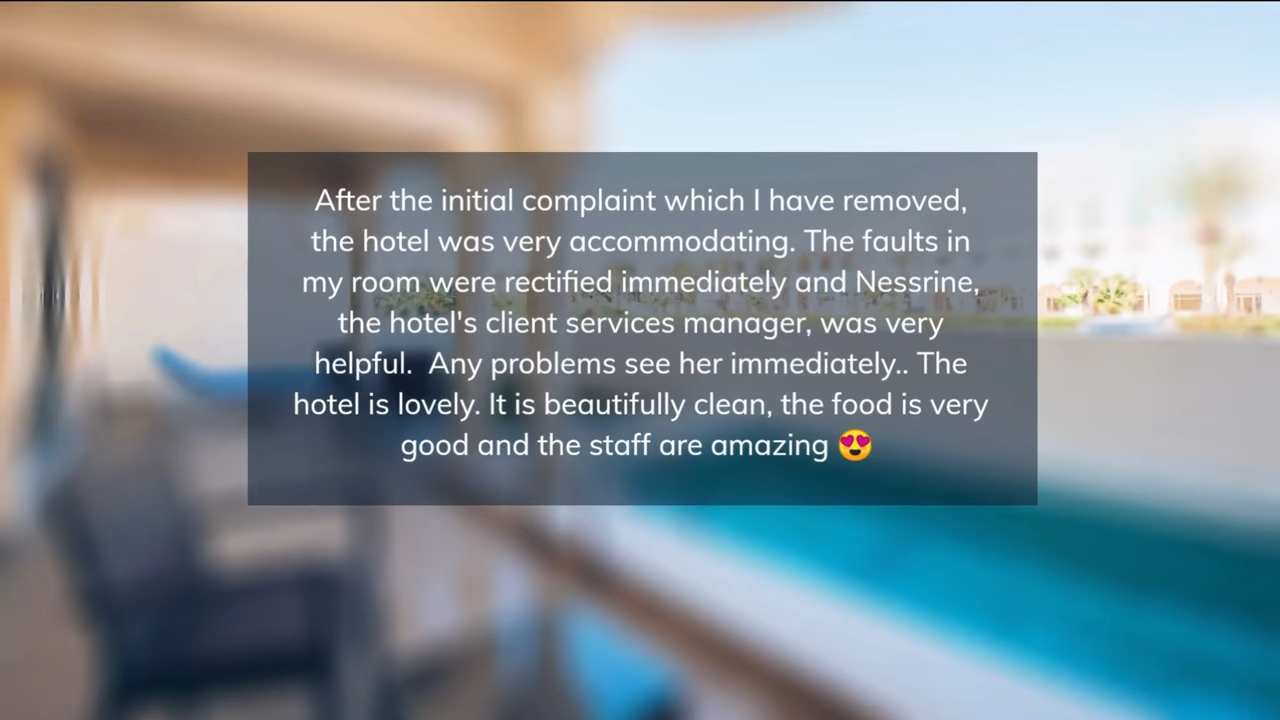 After the initial complaint which I have removed,
the hotel was very accommodating. The faults in
my room were rectified immediately and Nessrine,
the hotel's client services manager, was very
helpful.  Any problems see her immediately.. The
hotel is lovely. It is beautifully clean, the food is very
good and the staff are amazing 😍